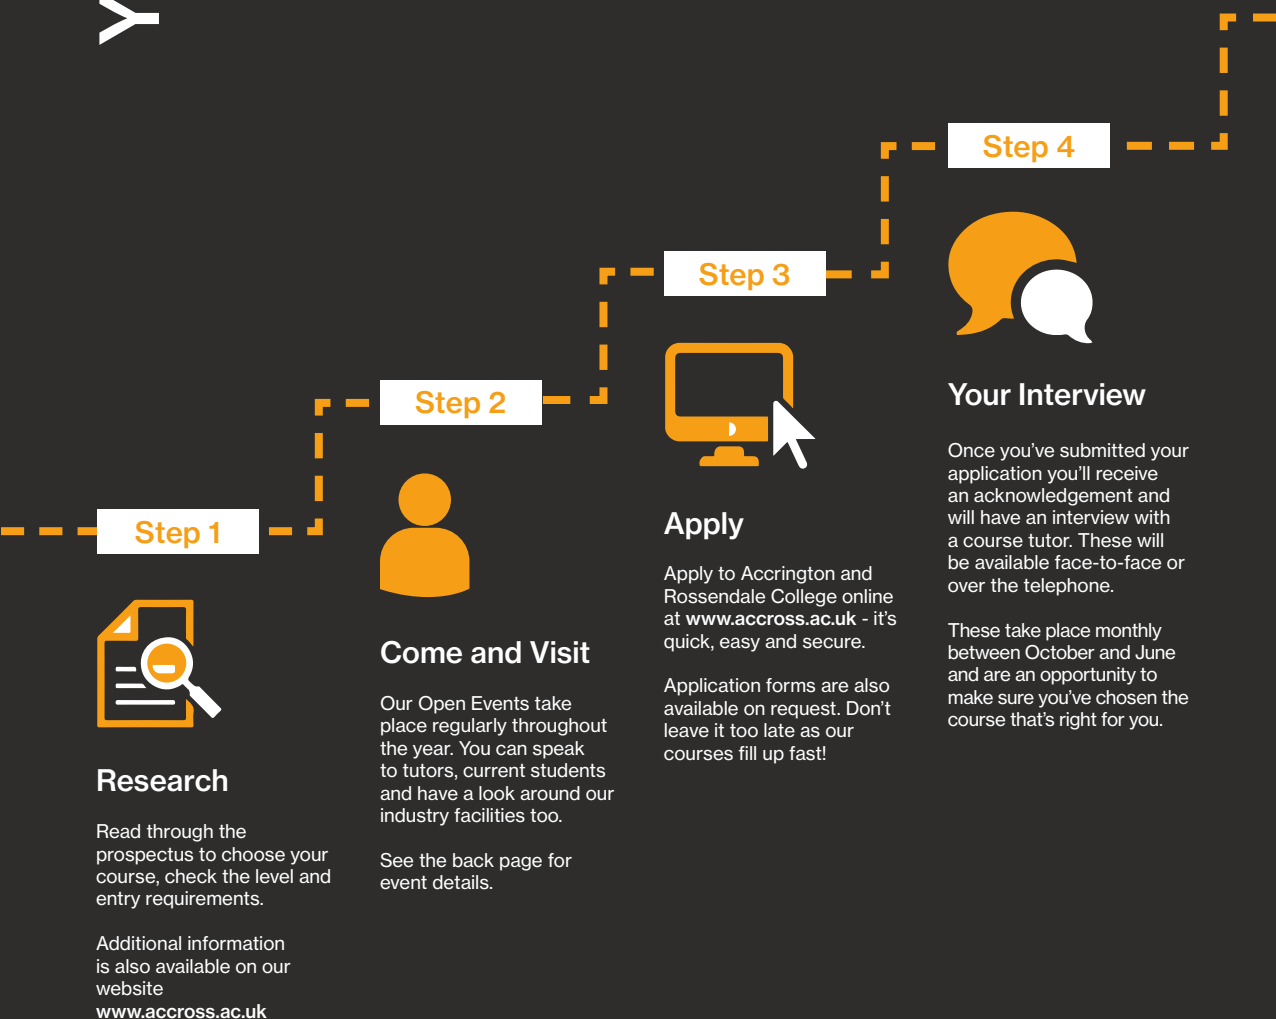 Y
Step 1
Research
Read through the
prospectus to choose your
course, check the level and
entry requirements.
Additional information
is also available on our
website
www.accross.ac.uk
Step 2
Come and Visit
Our Open Events take
place regularly throughout
the year. You can speak
to tutors, current students
and have a look around our
industry facilities too.
See the back page for
event details.
Step 3
Apply
Apply to Accrington and
Rossendale College online
at www.accross.ac.uk - it's
quick, easy and secure.
Application forms are also
available on request. Don't
leave it too late as our
courses fill up fast!
Step 4
Your Interview
Once you've submitted your
application you'll receive
an acknowledgement and
will have an interview with
a course tutor. These will
be available face-to-face or
over the telephone.
These take place monthly
between October and June
and are an opportunity to
make sure you've chosen the
course that's right for you.